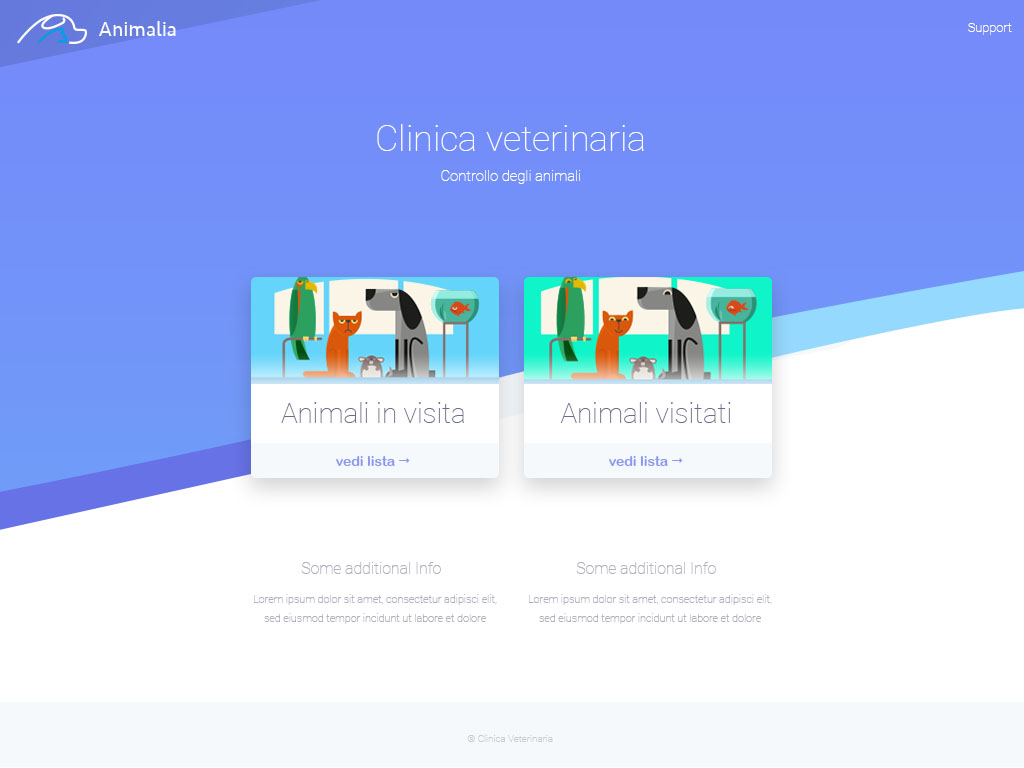 Animalia
Support
Clinica veterinaria
Controllo degli animali
Animali in visita
Animali visitati
vedi lista →
vedi lista →
Some additional Info
Some additional Info
Lorem ipsum dolor sit amet, consectetur adipisci elit,
sed eiusmod tempor incidunt ut labore et dolore
Lorem ipsum dolor sit amet, consectetur adipisci elit,
sed eiusmod tempor incidunt ut labore et dolore
© Clinica Veterinaria